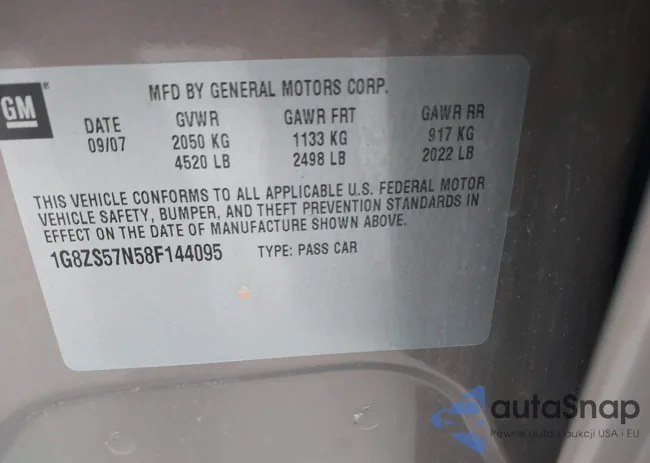 GM®
MFD BY GENERAL MOTORS CORP.
DATE GVWR GAWR FRT GAWR RR
09/07 2050 KG 1133 KG 917 KG
4520 LB 2498 LB 2022 LB
THIS VEHICLE CONFORMS TO ALL APPLICABLE U.S. FEDERAL MOTOR
VEHICLE SAFETY, BUMPER, AND THEFT PREVENTION STANDARDS IN
EFFECT ON THE DATE OF MANUFACTURE SHOWN ABOVE.
1G8ZS57N58F144095 TYPE: PASS CAR
autaSnap
Pewne auta z aukcji USA i EU